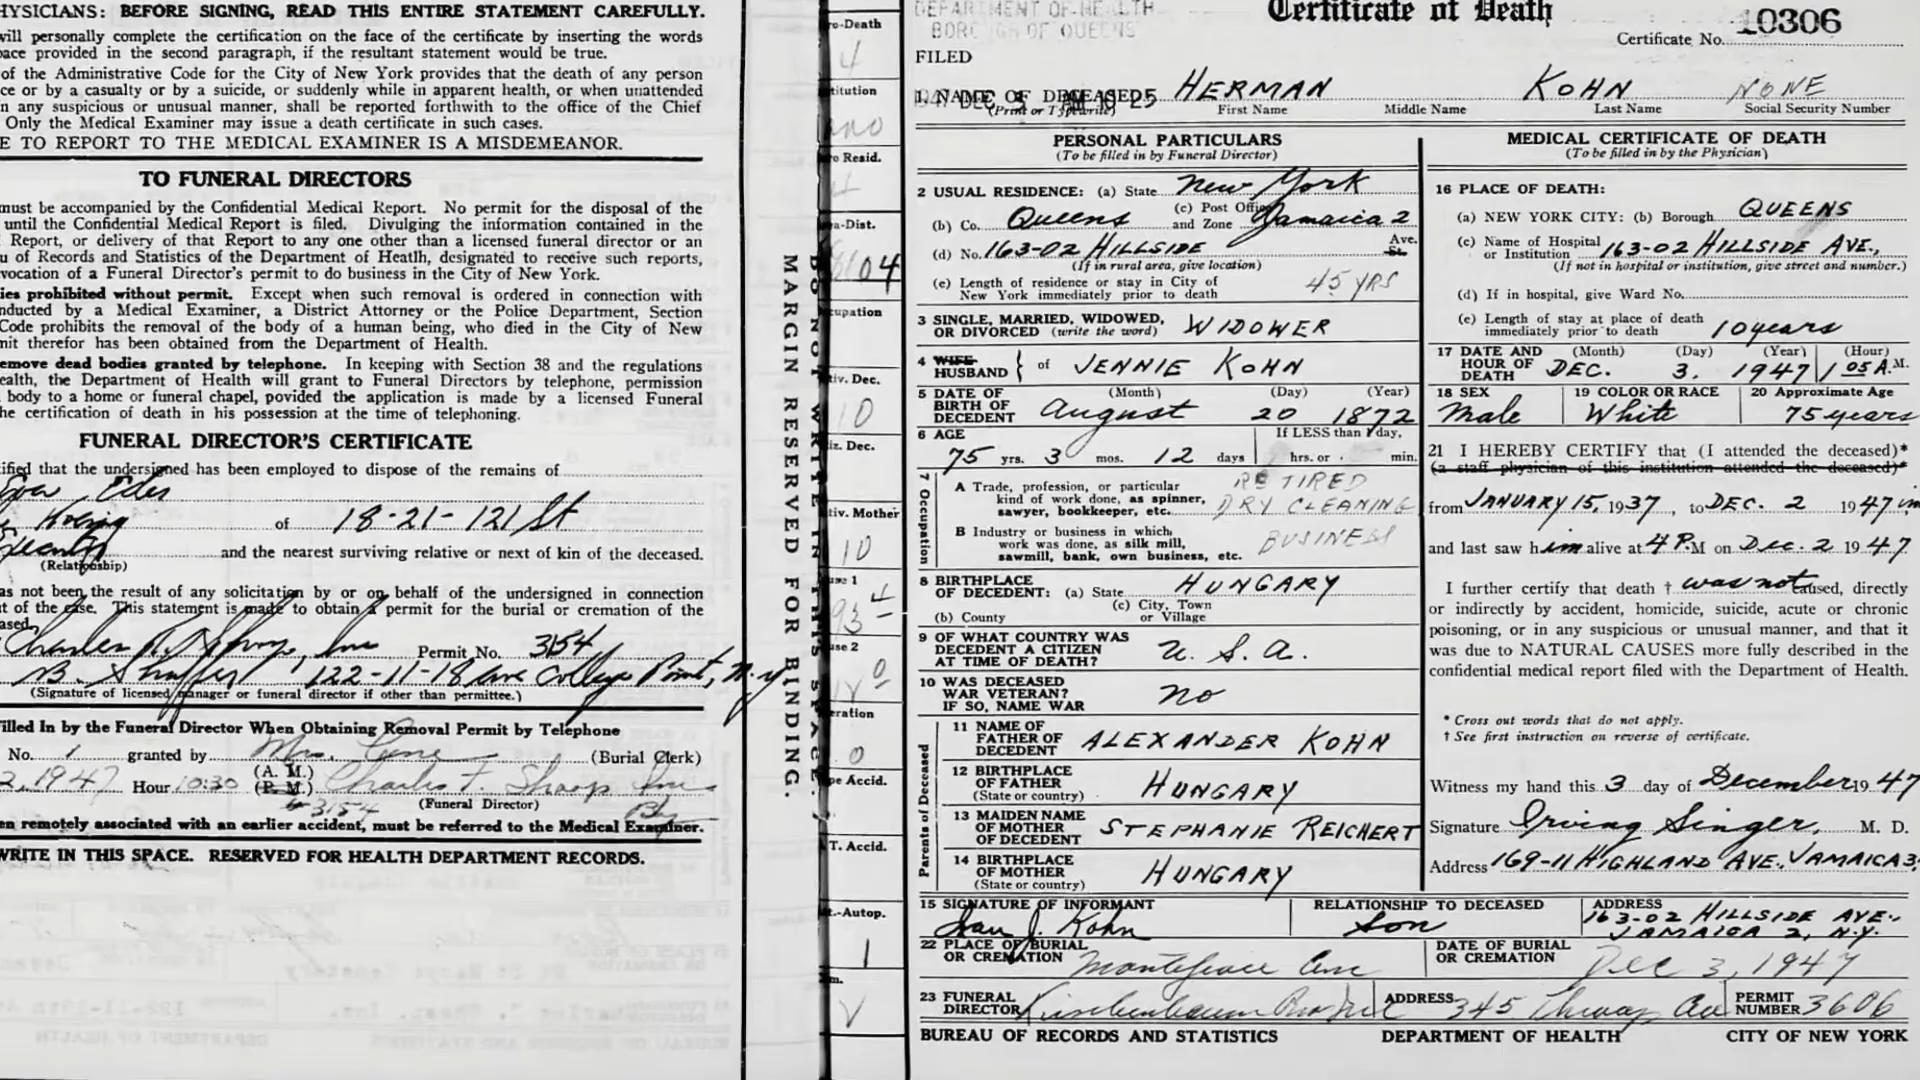 HYSICIANS: BEFORE SIGNING, READ THIS ENTIRE STATEMENT CAREFULLY.
will personally complete the certification on the face of the certificate by inserting the words
pace provided in the second paragraph, if the resultant statement would be true.
of the Administrative Code for the City of New York provides that the death of any person
ce or by a casualty or by a suicide, or suddenly while in apparent health, or when unattended
n any suspicious or unusual manner, shall be reported forthwith to the office of the Chief
Only the Medical Examiner may issue a death certificate in such cases.
E TO REPORT TO THE MEDICAL EXAMINER IS A MISDEMEANOR.
TO FUNERAL DIRECTORS
must be accompanied by the Confidential Medical Report. No permit for the disposal of the
until the Confidential Medical Report is filed. Divulging the information contained in the
Report, or delivery of that Report to any one other than a licensed funeral director or an
u of Records and Statistics of the Department of Heatlh, designated to receive such reports,
vocation of a Funeral Director's permit to do business in the City of New York.
ies prohibited without permit. Except when such removal is ordered in connection with
nducted by a Medical Examiner, a District Attorney or the Police Department, Section
Code prohibits the removal of the body of a human being, who died in the City of New
mit therefor has been obtained from the Department of Health.
emove dead bodies granted by telephone. In keeping with Section 38 and the regulations
ealth, the Department of Health will grant to Funeral Directors by telephone, permission
body to a home or funeral chapel, povided the application is made by a licensed Funeral
he certification of death in his possession at the time of telephoning.
FUNERAL DIRECTOR'S CERTIFICATE
ified that the undersigned has been employed to dispose of the remains of
of 18-21-121 St
and the nearest surviving relative or next of kin of the deceased.
(Relationship)
as not been the result of any solicitation by or on behalf of the undersigned in connection
t of the case. This statement is made to obtain a permit for the burial or cremation of the
ased.
Permit No. 3154
122-11-18 Ave College Point, N.Y
(Signature of licensed manager or funeral director if other than permittee.)
Filled In by the Funeral Director When Obtaining Removal Permit by Telephone
No. 1 granted by Mrs. (Burial Clerk)
2, 1947 Hour 10:30 (A. M.) (P. M.)
3154 (Funeral Director) By
en remotely associated with an earlier accident, must be referred to the Medical Examiner.
WRITE IN THIS SPACE. RESERVED FOR HEALTH DEPARTMENT RECORDS.
DO NOT WRITE IN THIS SPACE
MARGIN RESERVED FOR BINDING.
ro-Death
4
titution
ro Resid.
4
a-Dist.
8104
cupation
tiv. Dec.
10
tiz. Dec.
tiv. Mother
10
use 1
93 4
use 2
0
eration
0
pe Accid.
T. Accid.
t.-Autop.
1
m.
V
DEPARTMENT OF HEALTH
BOROUGH OF QUEENS
Certificate of Death
Certificate No. 10306
FILED
1. NAME OF DECEASED HERMAN KOHN NONE
(Print or Typewrite) First Name Middle Name Last Name Social Security Number
PERSONAL PARTICULARS
(To be filled in by Funeral Director)
2 USUAL RESIDENCE: (a) State New York
(b) Co. Queens (c) Post Office and Zone Jamaica 2
(d) No. 163-02 HILLSIDE Ave. St.
(If in rural area, give location)
(e) Length of residence or stay in City of
New York immediately prior to death 45 YRS
3 SINGLE, MARRIED, WIDOWED,
OR DIVORCED (write the word) WIDOWER
4 WIFE HUSBAND } of JENNIE KOHN
5 DATE OF BIRTH OF DECEDENT (Month) (Day) (Year)
August 20 1872
6 AGE If LESS than 1 day,
75 yrs. 3 mos. 12 days hrs. or min.
7 Occupation
A Trade, profession, or particular
kind of work done, as spinner,
sawyer, bookkeeper, etc.
RETIRED
DRY CLEANING
B Industry or business in which
work was done, as silk mill,
sawmill, bank, own business, etc.
BUSINESS
8 BIRTHPLACE
OF DECEDENT: (a) State HUNGARY
(b) County (c) City, Town or Village
9 OF WHAT COUNTRY WAS
DECEDENT A CITIZEN
AT TIME OF DEATH? U. S. A.
10 WAS DECEASED
WAR VETERAN?
IF SO, NAME WAR No
Parents of Deceased
11 NAME OF
FATHER OF
DECEDENT ALEXANDER KOHN
12 BIRTHPLACE
OF FATHER
(State or country) HUNGARY
13 MAIDEN NAME
OF MOTHER
OF DECEDENT STEPHANIE REICHERT
14 BIRTHPLACE
OF MOTHER
(State or country) HUNGARY
MEDICAL CERTIFICATE OF DEATH
(To be filled in by the Physician)
16 PLACE OF DEATH:
(a) NEW YORK CITY: (b) Borough QUEENS
(c) Name of Hospital
or Institution 163-02 HILLSIDE AVE.,
(If not in hospital or institution, give street and number.)
(d) If in hospital, give Ward No.
(e) Length of stay at place of death
immediately prior to death 10 years
17 DATE AND HOUR OF DEATH (Month) (Day) (Year) (Hour)
DEC. 3. 1947 1 05 A.M.
18 SEX 19 COLOR OR RACE 20 Approximate Age
Male White 75 years
21 I HEREBY CERTIFY that (I attended the deceased)*
(a staff physician of this institution attended the deceased)*
from JANUARY 15, 1937, to DEC. 2 1947
and last saw him alive at 4 P.M on Dec. 2 1947
I further certify that death † was not caused, directly
or indirectly by accident, homicide, suicide, acute or chronic
poisoning, or in any suspicious or unusual manner, and that it
was due to NATURAL CAUSES more fully described in the
confidential medical report filed with the Department of Health.
* Cross out words that do not apply.
† See first instruction on reverse of certificate.
Witness my hand this 3 day of December 1947
Signature Irving Singer, M. D.
Address 169-11 HIGHLAND AVE., JAMAICA 3,
15 SIGNATURE OF INFORMANT RELATIONSHIP TO DECEASED ADDRESS
J. Kohn Son 163-02 HILLSIDE AVE.,
JAMAICA 2, N.Y.
22 PLACE OF BURIAL
OR CREMATION Montefiore Cem
DATE OF BURIAL
OR CREMATION Dec 3, 1947
23 FUNERAL
DIRECTOR ADDRESS 345 PERMIT
NUMBER 3606
BUREAU OF RECORDS AND STATISTICS DEPARTMENT OF HEALTH CITY OF NEW YORK